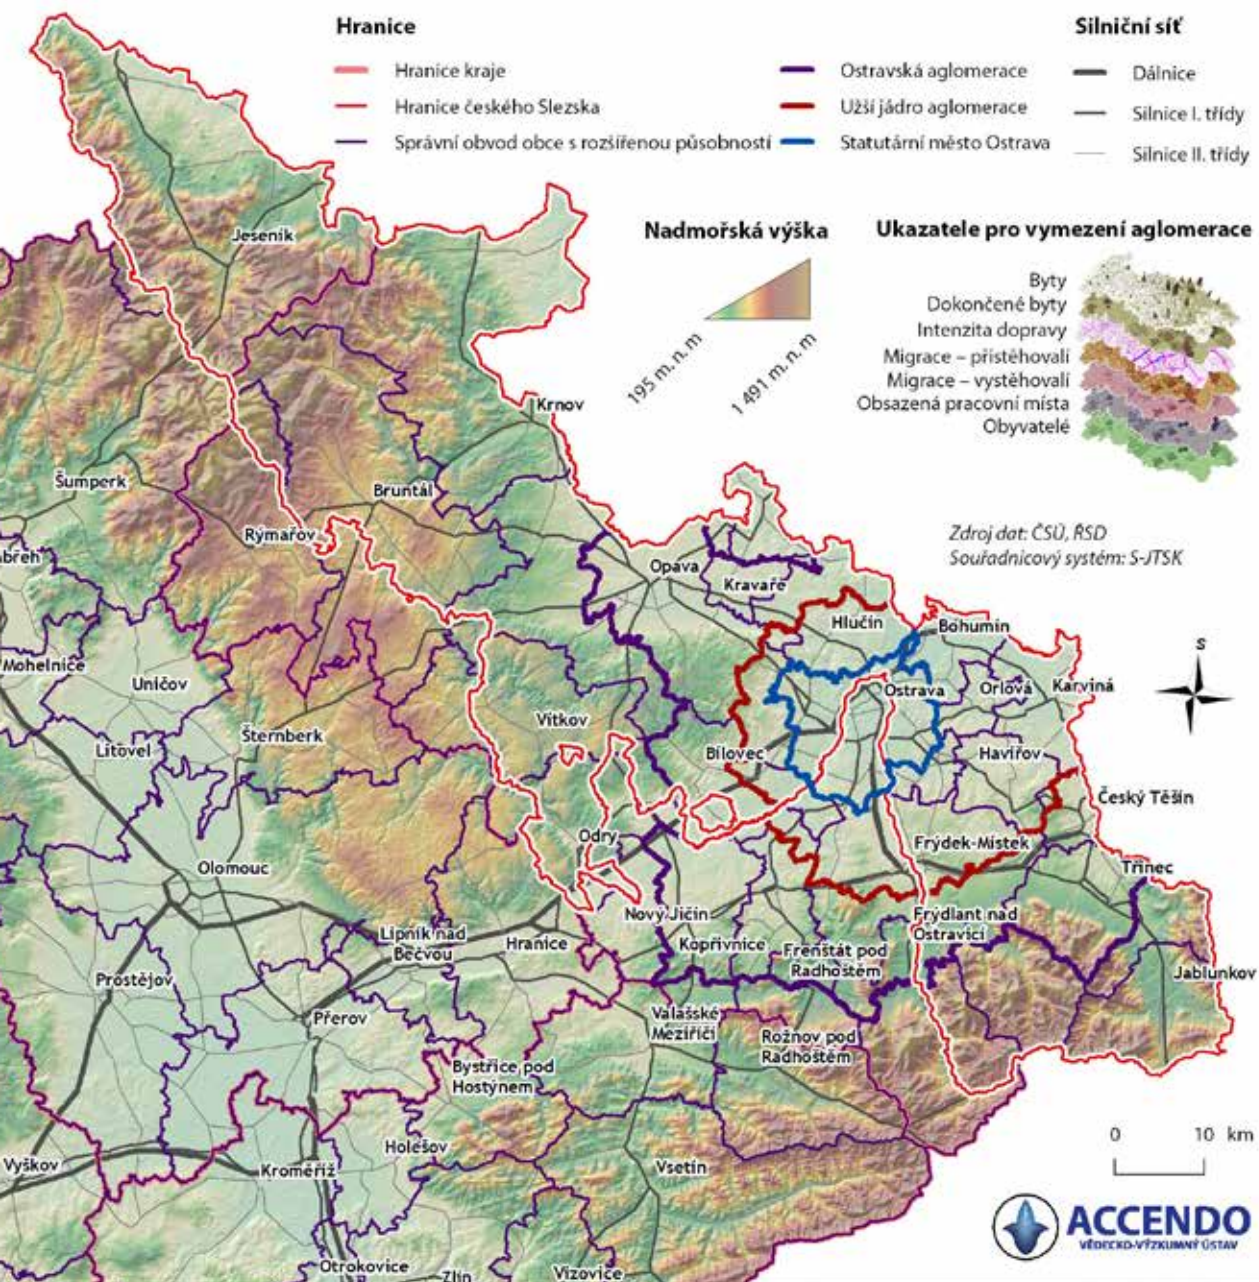 Hranice
Hranice kraje
Hranice českého Slezska
Správní obvod obce s rozšířenou působností
Ostravská aglomerace
Užší jádro aglomerace
Statutární město Ostrava
Silniční síť
Dálnice
Silnice I. třídy
Silnice II. třídy
Nadmořská výška
195 m. n. m
1 491 m. n. m
Ukazatele pro vymezení aglomerace
Byty
Dokončené byty
Intenzita dopravy
Migrace – přistěhovalí
Migrace – vystěhovalí
Obsazená pracovní místa
Obyvatelé
Zdroj dat: ČSÚ, ŘSD
Souřadnicový systém: S-JTSK
S
Jeseník
Krnov
Šumperk
Bruntál
Rýmařov
břeh
Opava
Kravaře
Hlučín
Bohumín
Mohelnice
Uničov
Ostrava
Orlová
Karviná
Litovel
Šternberk
Vítkov
Bílovec
Havířov
Český Těšín
Odry
Frýdek-Místek
Olomouc
Třinec
Nový Jičín
Frýdlant nad
Ostravicí
Lipník nad
Bečvou
Hranice
Kopřivnice
Frenštát pod
Radhoštěm
Prostějov
Jablunkov
Přerov
Valašské
Meziříčí
Rožnov pod
Radhoštěm
Bystřice pod
Hostýnem
Holešov
Vyškov
Kroměříž
Vsetín
Otrokovice
Zlín
Vizovice
0 10 km
ACCENDO
VĚDECKO-VÝZKUMNÝ ÚSTAV